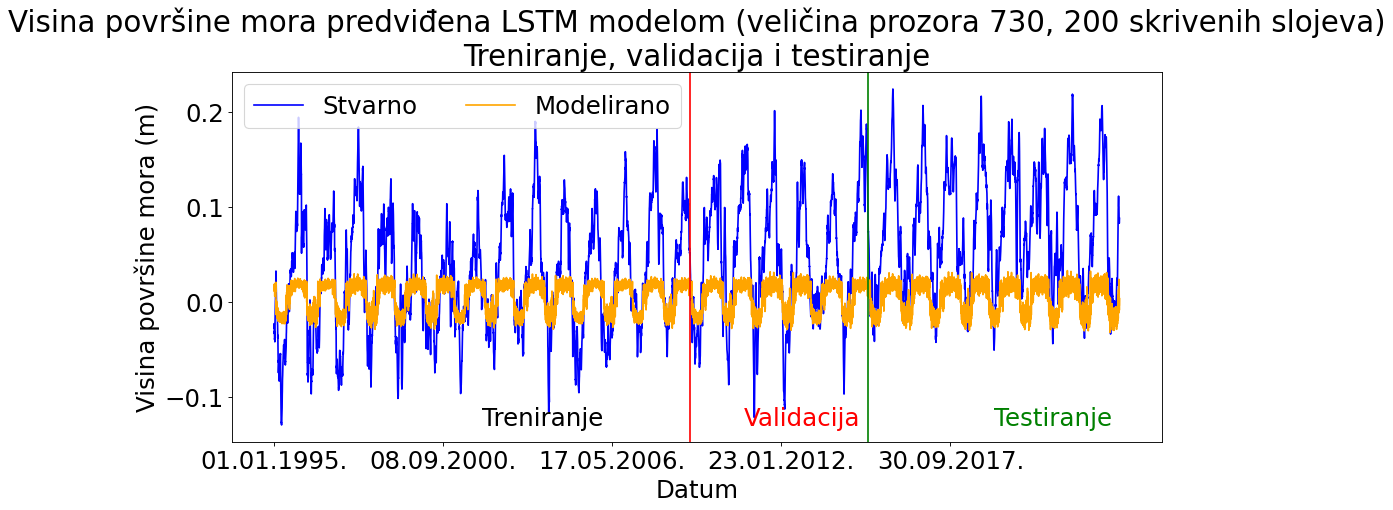 Visina površine mora predviđena LSTM modelom (veličina prozora 730, 200 skrivenih slojeva)
Treniranje, validacija i testiranje
Stvarno
Modelirano
Visina površine mora (m)
0.2
0.1
0.0
−0.1
Treniranje
Validacija
Testiranje
01.01.1995.
08.09.2000.
17.05.2006.
23.01.2012.
30.09.2017.
Datum